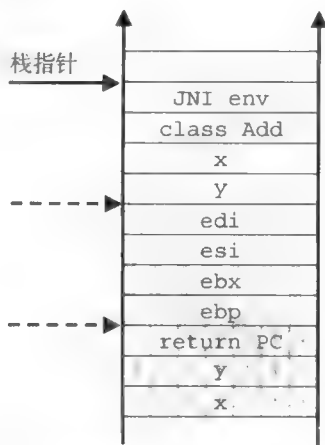 栈指针
JNI env
class Add
x
y
edi
esi
ebx
ebp
return PC
y
x